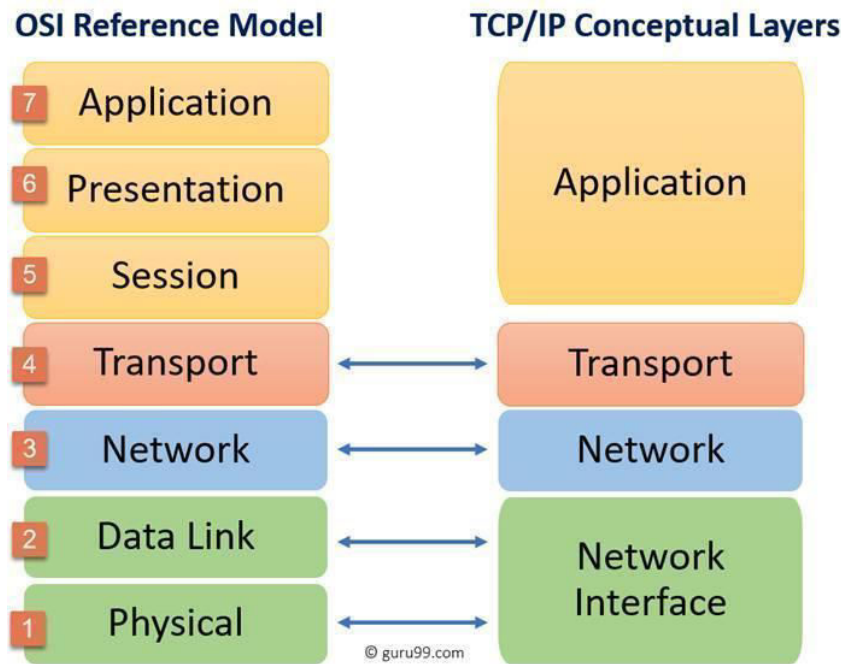 OSI Reference Model
TCP/IP Conceptual Layers
7 Application
6 Presentation
5 Session
4 Transport
3 Network
2 Data Link
1 Physical
Application
Transport
Network
Network
Interface
© guru99.com